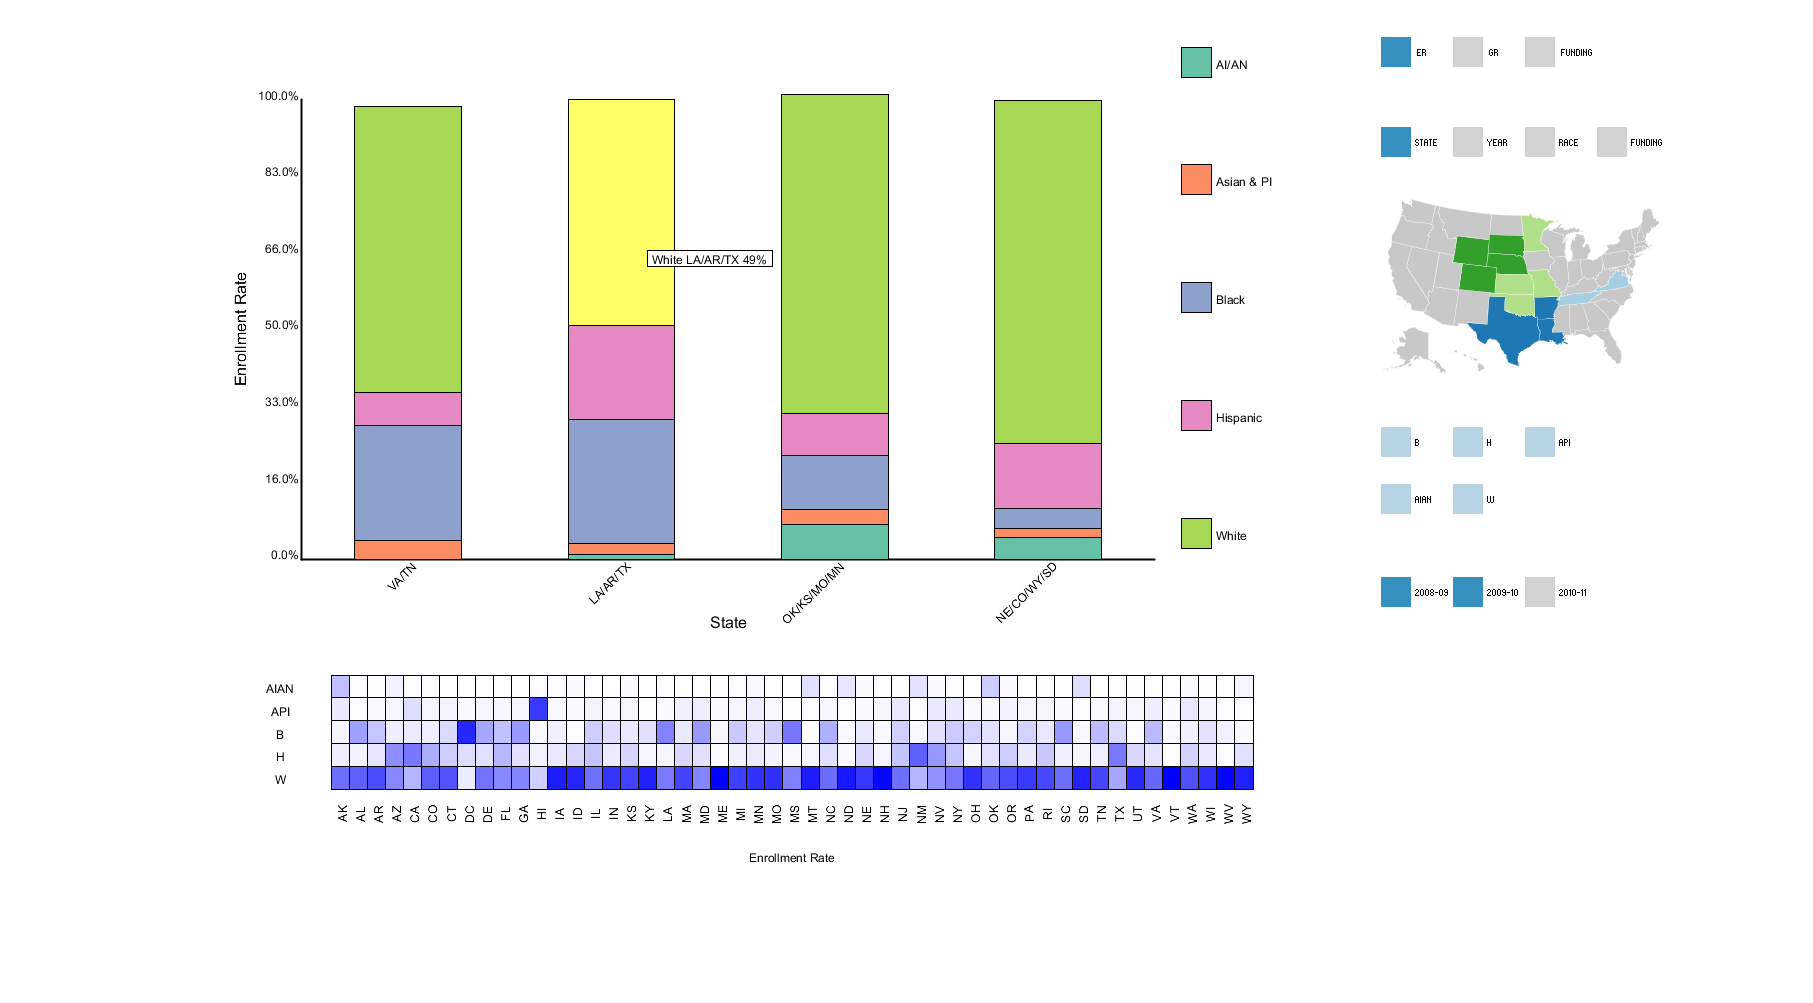 100.0%
83.0%
66.0%
50.0%
33.0%
16.0%
0.0%
Enrollment Rate
White LA/AR/TX 49%
VA/TN
LA/AR/TX
OK/KS/MO/MN
NE/CO/WY/SD
State
AI/AN
Asian & PI
Black
Hispanic
White
ER GR FUNDING
STATE YEAR RACE FUNDING
B H API
AIAN W
2008-09 2009-10 2010-11
AIAN
API
B
H
W
AK AL AR AZ CA CO CT DC DE FL GA HI IA ID IL IN KS KY LA MA MD ME MI MN MO MS MT NC ND NE NH NJ NM NV NY OH OK OR PA RI SC SD TN TX UT VA VT WA WI WV WY
Enrollment Rate